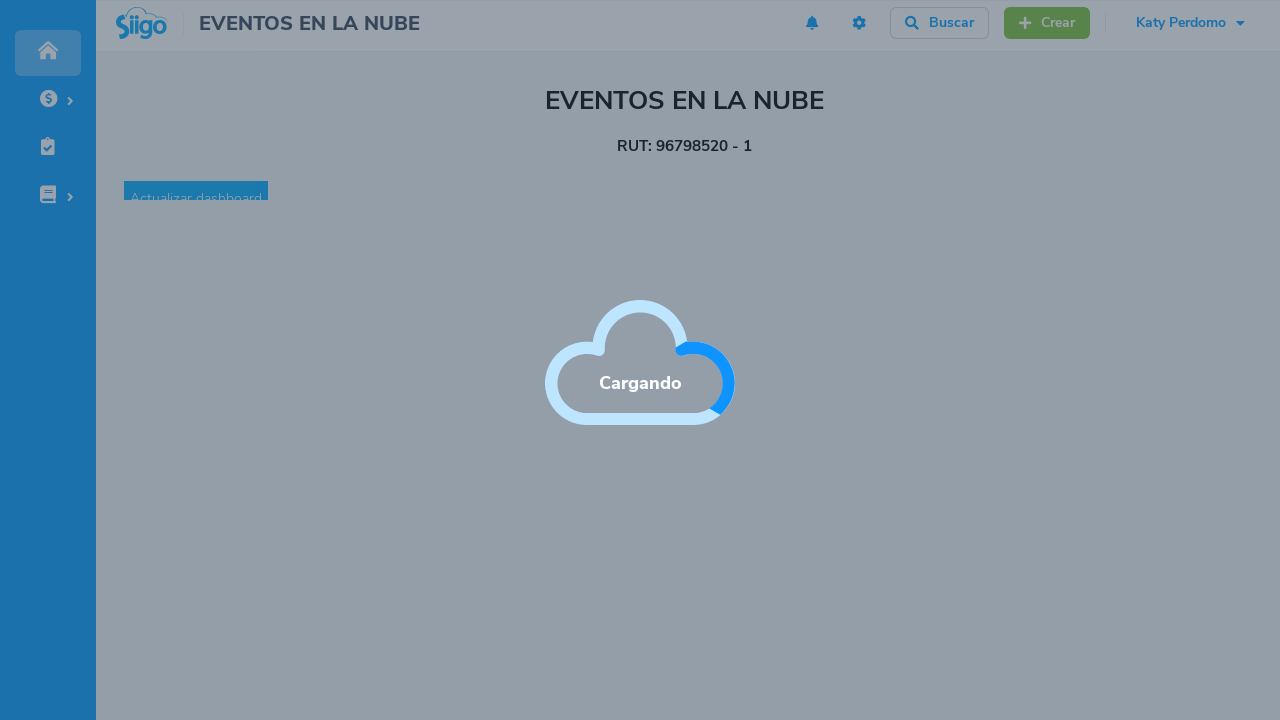 Siigo
EVENTOS EN LA NUBE
Buscar
Crear
Katy Perdomo
EVENTOS EN LA NUBE
RUT: 96798520 - 1
Actualizar dashboard
Cargando